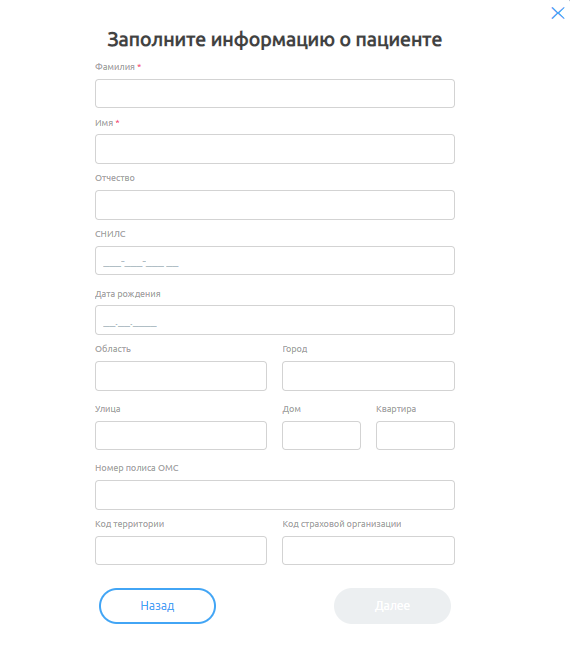 Заполните информацию о пациенте
Фамилия *
Имя *
Отчество
СНИЛС
___-___-___ __
Дата рождения
__.__.____
Область Город
Улица Дом Квартира
Номер полиса ОМС
Код территории Код страховой организации
Назад Далее